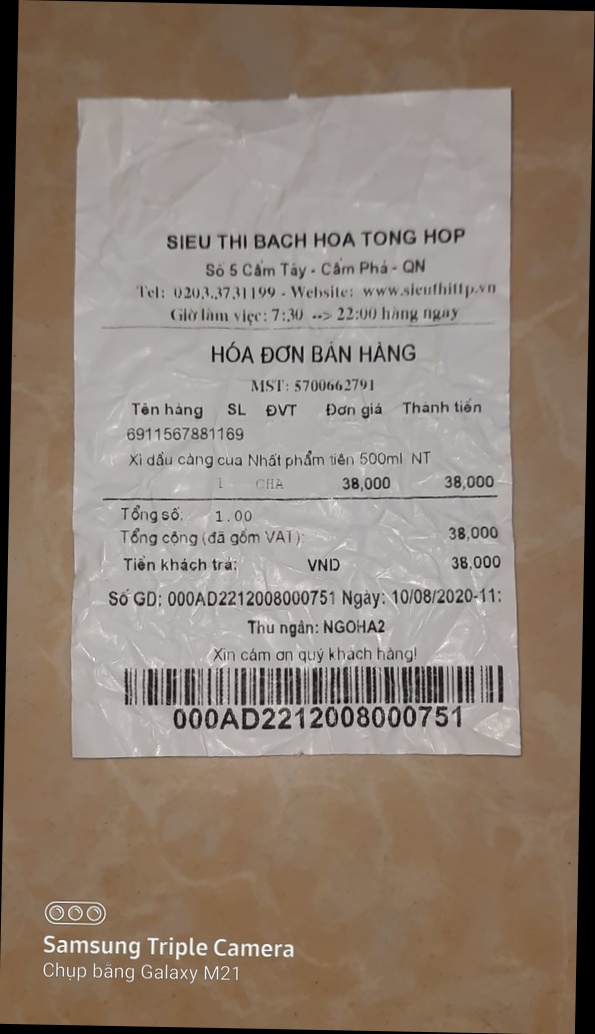 SIEU THI BACH HOA TONG HOP
Số 5 Cẩm Tây - Cẩm Phả - QN
Tel: 0203.3731199 - Website: www.sieuthittp.vn
Giờ làm việc: 7:30 --> 22:00 hàng ngày
HÓA ĐƠN BÁN HÀNG
MST: 5700662791
Tên hàng SL ĐVT Đơn giá Thành tiền
6911567881169
Xì dầu càng cua Nhất phẩm tiên 500ml NT
1 CHA 38,000 38,000
Tổng số: 1.00
Tổng cộng (đã gồm VAT): 38,000
Tiền khách trả: VND 38,000
Số GD: 000AD2212008000751 Ngày: 10/08/2020-11:
Thu ngân: NGOHA2
Xin cảm ơn quý khách hàng!
000AD2212008000751
Samsung Triple Camera
Chụp bằng Galaxy M21